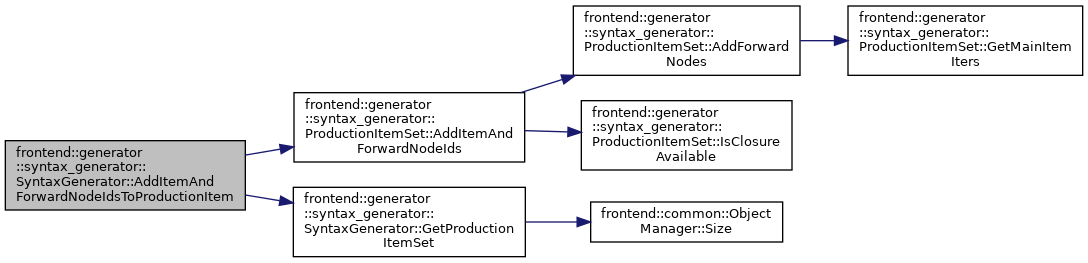 frontend::generator
::syntax_generator::
SyntaxGenerator::AddItemAnd
ForwardNodeIdsToProductionItem
frontend::generator
::syntax_generator::
ProductionItemSet::AddItemAnd
ForwardNodeIds
frontend::generator
::syntax_generator::
ProductionItemSet::AddForward
Nodes
frontend::generator
::syntax_generator::
ProductionItemSet::GetMainItem
Iters
frontend::generator
::syntax_generator::
ProductionItemSet::IsClosure
Available
frontend::generator
::syntax_generator::
SyntaxGenerator::GetProduction
ItemSet
frontend::common::Object
Manager::Size